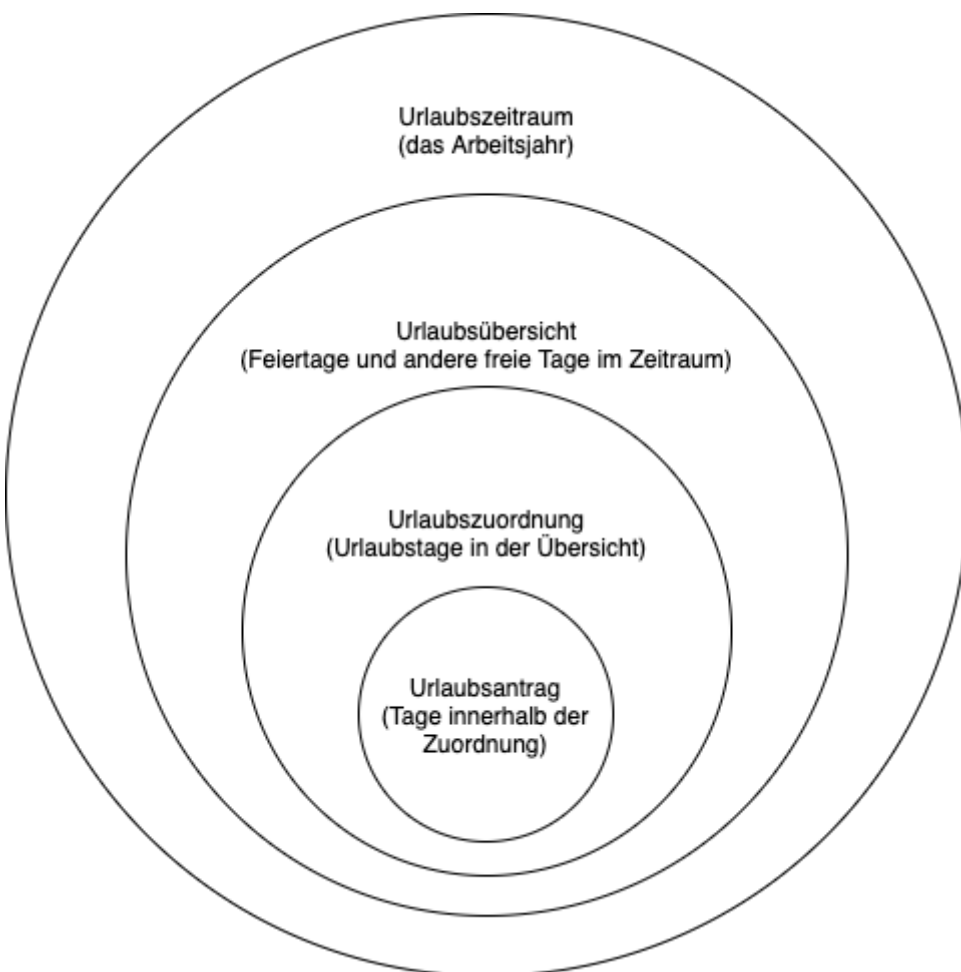 Urlaubszeitraum
(das Arbeitsjahr)
Urlaubsübersicht
(Feiertage und andere freie Tage im Zeitraum)
Urlaubszuordnung
(Urlaubstage in der Übersicht)
Urlaubsantrag
(Tage innerhalb der
Zuordnung)